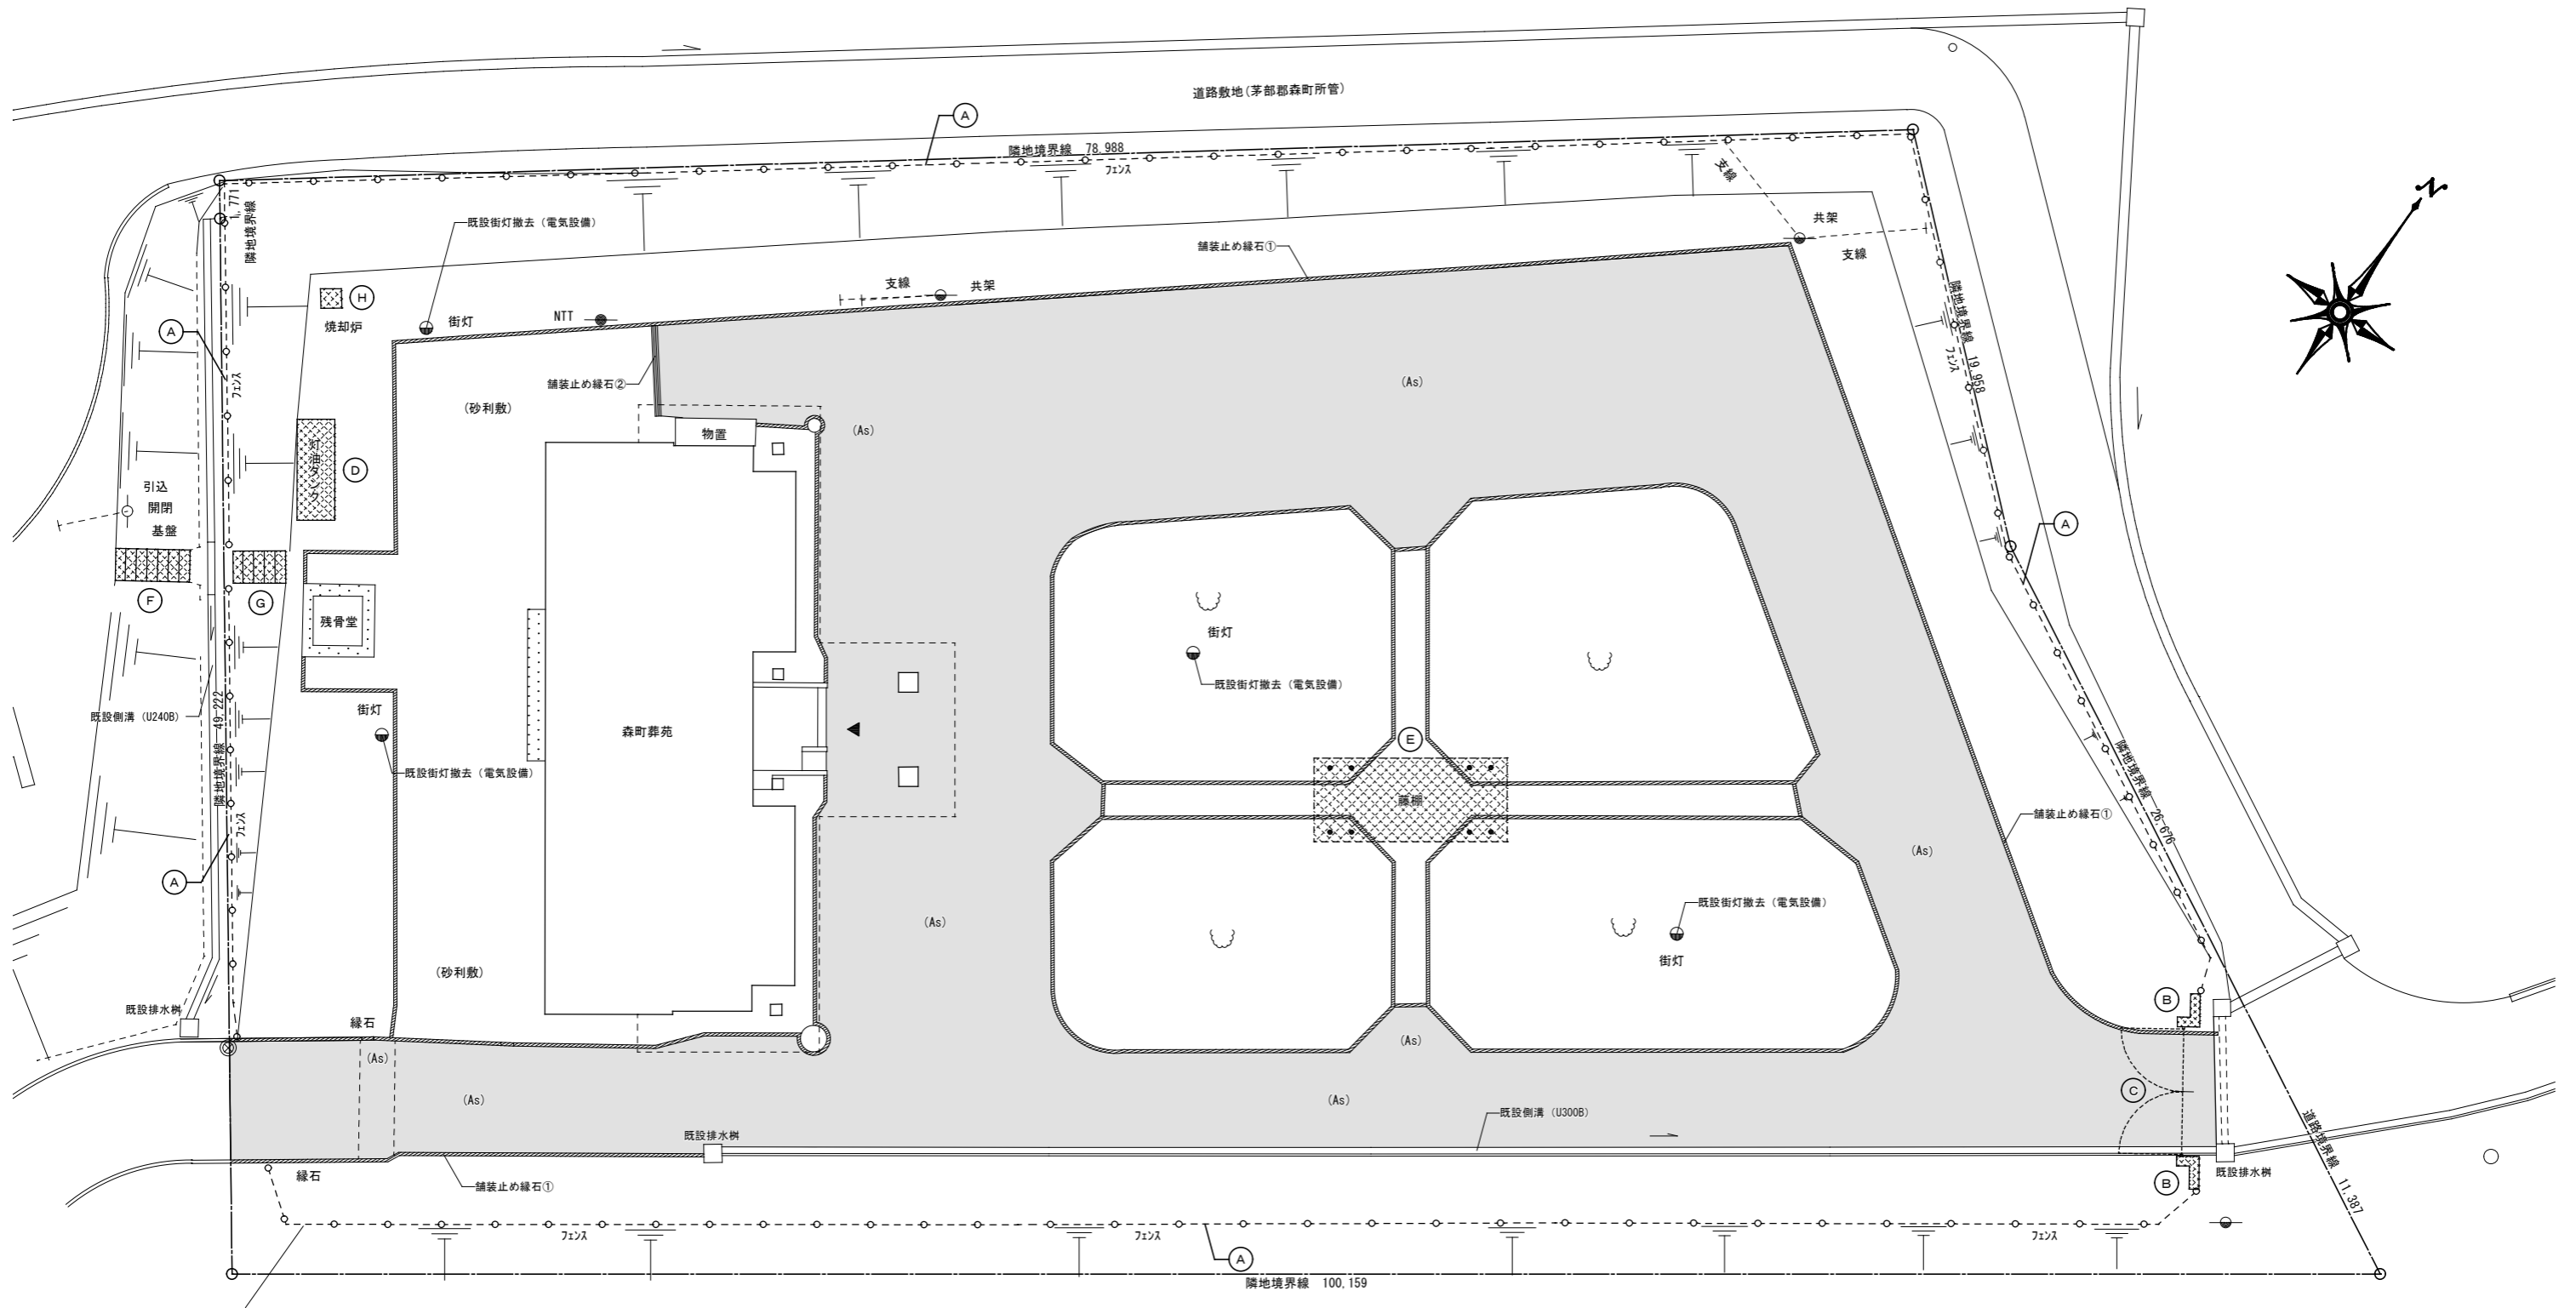 道路敷地(茅部郡森町所管)
A
隣地境界線 78,988
フェンス
支線
1,771
隣地境界線
既設街灯撤去（電気設備）
共架
支線
舗装止め縁石①
N
H
焼却炉
街灯
NTT
支線
共架
A
フェンス
舗装止め縁石②
(As)
(砂利敷)
物置
(As)
隣地境界線 19,958
フェンス
灯油タンク
D
引込
開閉
基盤
A
F
G
残骨堂
街灯
既設街灯撤去（電気設備）
既設側溝（U240B）
隣地境界線 49,222
街灯
既設街灯撤去（電気設備）
森町葬苑
E
藤棚
隣地境界線 26,676
舗装止め縁石①
(As)
フェンス
A
(As)
既設街灯撤去（電気設備）
街灯
(砂利敷)
既設排水桝
縁石
(As)
(As)
B
(As)
(As)
C
既設側溝（U300B）
既設排水桝
道路境界線 11,387
縁石
舗装止め縁石①
B
既設排水桝
フェンス
フェンス
フェンス
A
隣地境界線 100,159